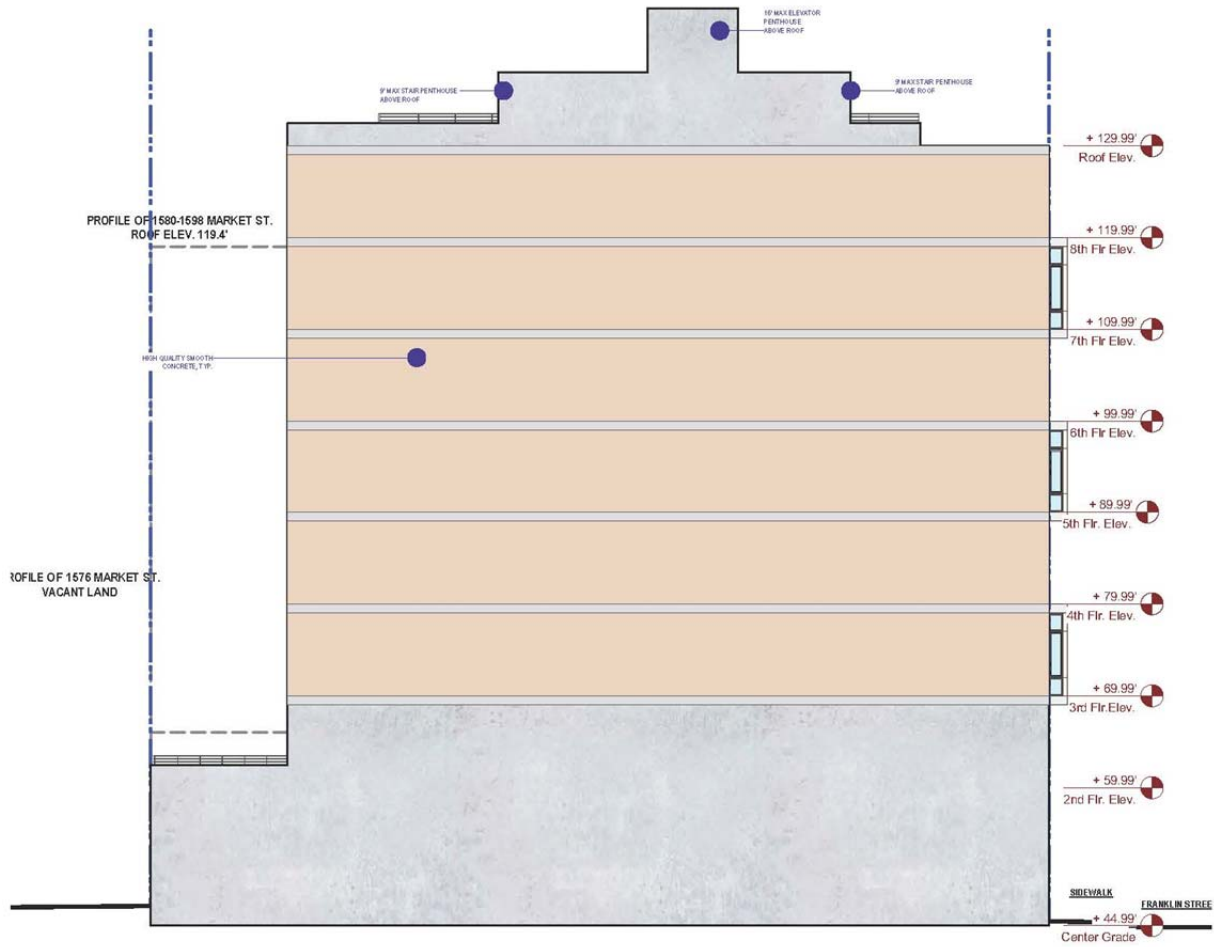 16' MAX ELEVATOR
PENTHOUSE
ABOVE ROOF
9' MAX STAIR PENTHOUSE
ABOVE ROOF
9' MAX STAIR PENTHOUSE
ABOVE ROOF
+ 129.99'
Roof Elev.
PROFILE OF 1580-1598 MARKET ST.
ROOF ELEV. 119.4'
+ 119.99'
8th Flr Elev.
+ 109.99'
7th Flr Elev.
HIGH QUALITY SMOOTH
CONCRETE, TYP.
+ 99.99'
6th Flr Elev.
+ 89.99'
5th Flr. Elev.
ROFILE OF 1576 MARKET ST.
VACANT LAND
+ 79.99'
4th Flr. Elev.
+ 69.99'
3rd Flr.Elev.
+ 59.99'
2nd Flr. Elev.
SIDEWALK
FRANKLIN STREE
+ 44.99'
Center Grade